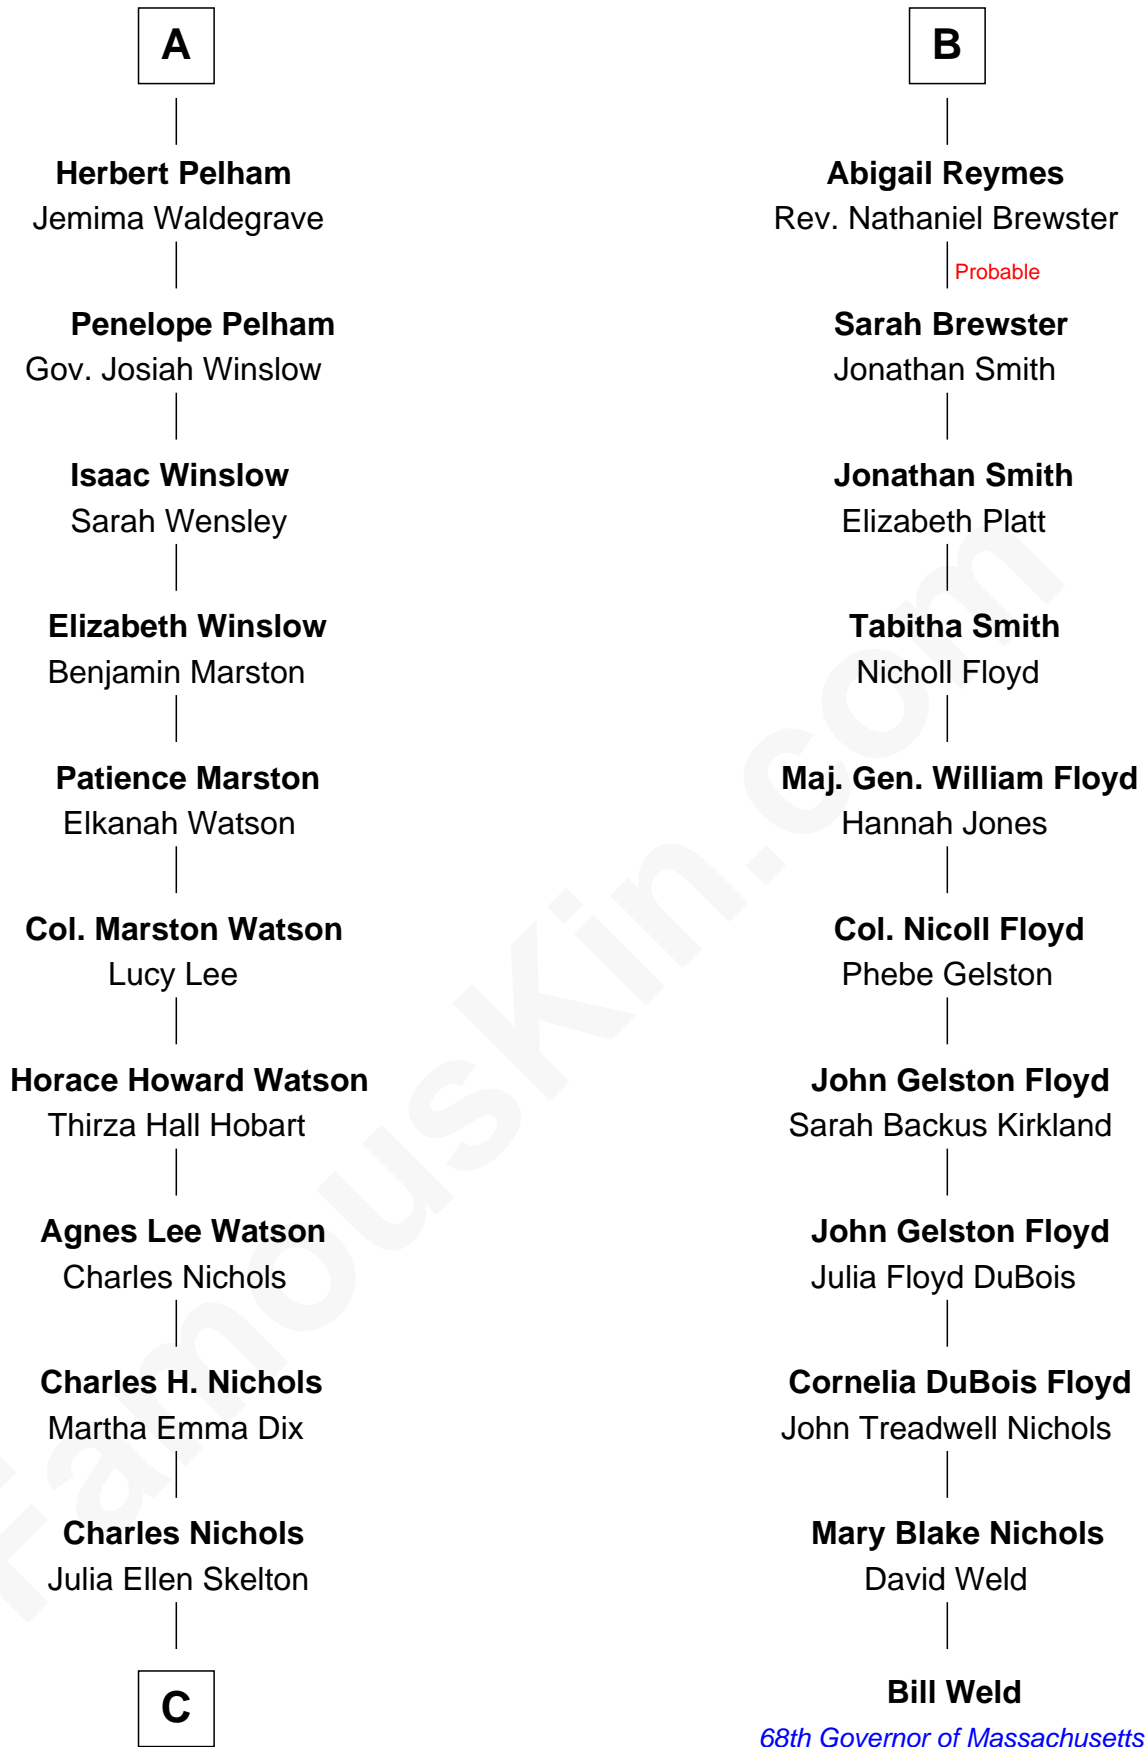 A
Herbert Pelham
Jemima Waldegrave
Penelope Pelham
Gov. Josiah Winslow
Isaac Winslow
Sarah Wensley
Elizabeth Winslow
Benjamin Marston
Patience Marston
Elkanah Watson
Col. Marston Watson
Lucy Lee
Horace Howard Watson
Thirza Hall Hobart
Agnes Lee Watson
Charles Nichols
Charles H. Nichols
Martha Emma Dix
Charles Nichols
Julia Ellen Skelton
C
B
Abigail Reymes
Rev. Nathaniel Brewster
Probable
Sarah Brewster
Jonathan Smith
Jonathan Smith
Elizabeth Platt
Tabitha Smith
Nicholl Floyd
Maj. Gen. William Floyd
Hannah Jones
Col. Nicoll Floyd
Phebe Gelston
John Gelston Floyd
Sarah Backus Kirkland
John Gelston Floyd
Julia Floyd DuBois
Cornelia DuBois Floyd
John Treadwell Nichols
Mary Blake Nichols
David Weld
Bill Weld
68th Governor of Massachusetts
FamousKin.com